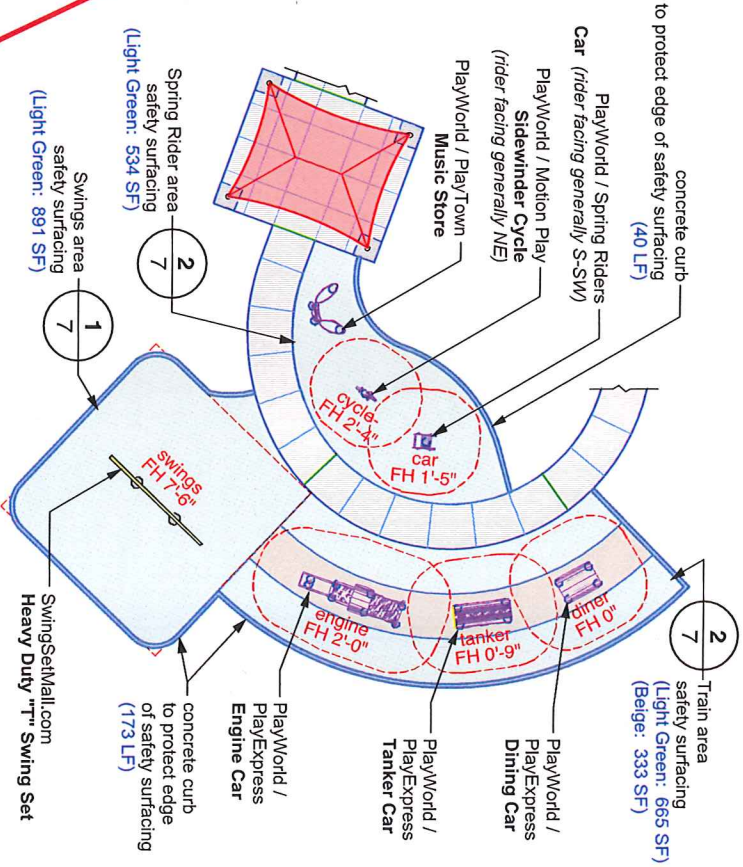 concrete curb
to protect edge of safety surfacing
(40 LF)
PlayWorld / Spring Riders
Car (rider facing generally S-SW)
PlayWorld / Motion Play
Sidewinder Cycle
(rider facing generally NE)
PlayWorld / PlayTown
Music Store
Spring Rider area
safety surfacing
(Light Green: 534 SF)
2
7
Swings area
safety surfacing
(Light Green: 891 SF)
1
7
cycle-
FH 2'-4"
car
FH 1'-5"
swings
FH 7'-6"
engine
FH 2'-0"
tanker
FH 0'-9"
diner
FH 0"
2
7
Train area
safety surfacing
(Light Green: 665 SF)
(Beige: 333 SF)
PlayWorld /
PlayExpress
Dining Car
PlayWorld /
PlayExpress
Tanker Car
PlayWorld /
PlayExpress
Engine Car
concrete curb
to protect edge
of safety surfacing
(173 LF)
SwingSetMall.com
Heavy Duty "T" Swing Set